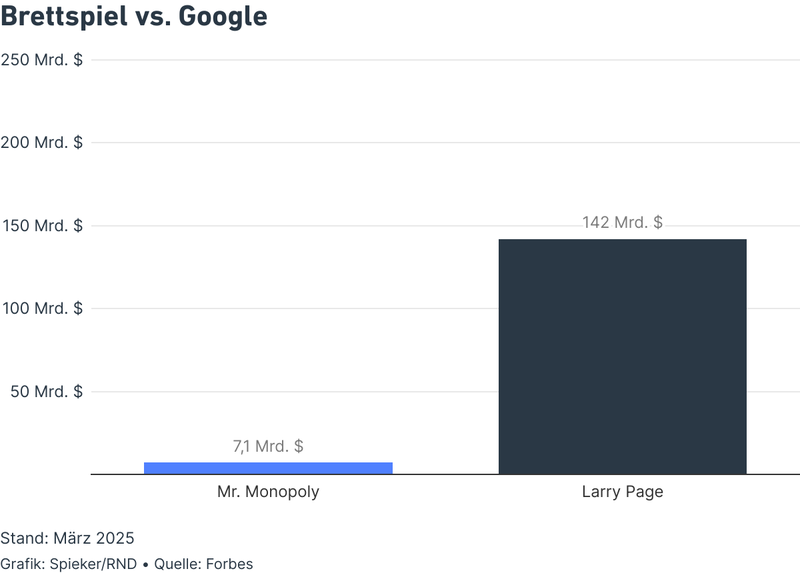 Brettspiel vs. Google
250 Mrd. $
200 Mrd. $
150 Mrd. $
142 Mrd. $
100 Mrd. $
50 Mrd. $
7,1 Mrd. $
Mr. Monopoly
Larry Page
Stand: März 2025
Grafik: Spieker/RND • Quelle: Forbes